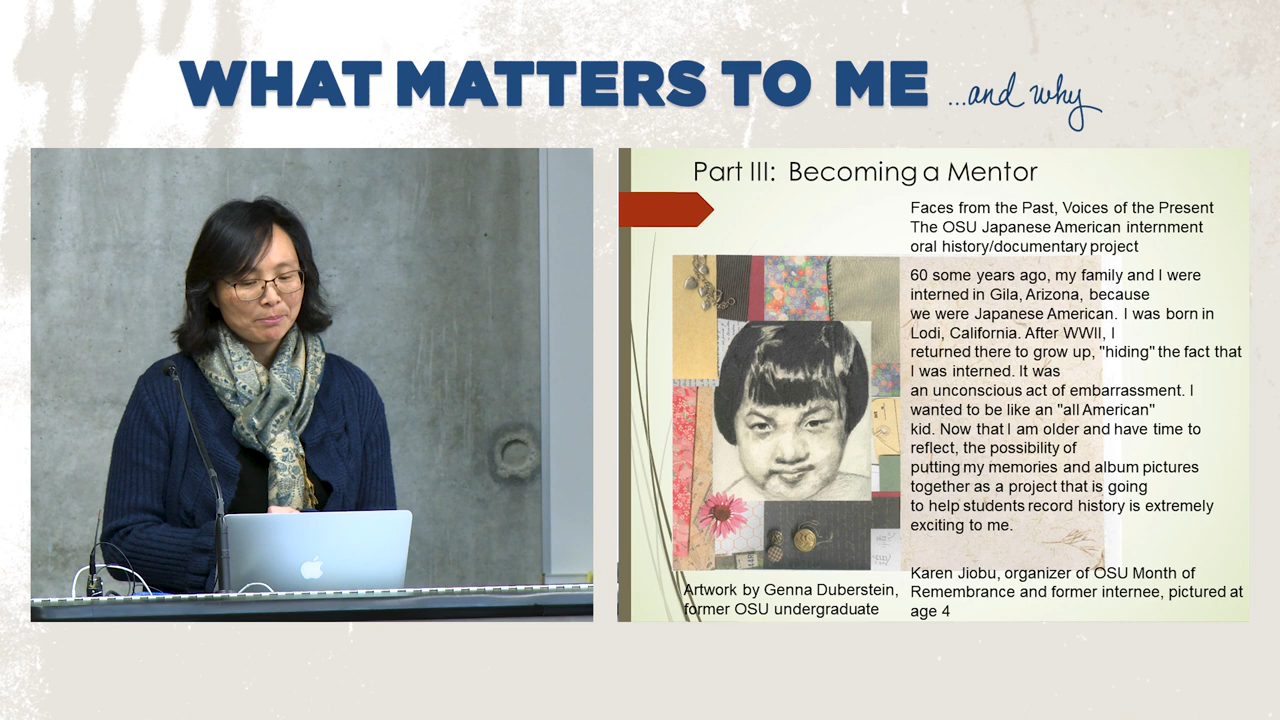 WHAT MATTERS TO ME ...and why
Part III: Becoming a Mentor
Faces from the Past, Voices of the Present
The OSU Japanese American internment
oral history/documentary project
60 some years ago, my family and I were
interned in Gila, Arizona, because
we were Japanese American. I was born in
Lodi, California. After WWII, I
returned there to grow up, "hiding" the fact that
I was interned. It was
an unconscious act of embarrassment. I
wanted to be like an "all American"
kid. Now that I am older and have time to
reflect, the possibility of
putting my memories and album pictures
together as a project that is going
to help students record history is extremely
exciting to me.
Karen Jiobu, organizer of OSU Month of
Remembrance and former internee, pictured at
age 4
Artwork by Genna Duberstein,
former OSU undergraduate